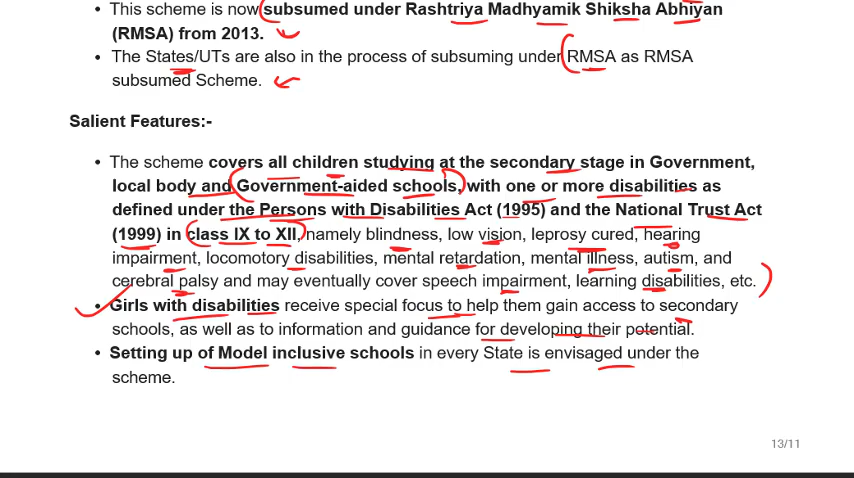 • This scheme is now subsumed under Rashtriya Madhyamik Shiksha Abhiyan
(RMSA) from 2013.
• The States/UTs are also in the process of subsuming under RMSA as RMSA
subsumed Scheme.
Salient Features:-
• The scheme covers all children studying at the secondary stage in Government,
local body and Government-aided schools, with one or more disabilities as
defined under the Persons with Disabilities Act (1995) and the National Trust Act
(1999) in class IX to XII, namely blindness, low vision, leprosy cured, hearing
impairment, locomotory disabilities, mental retardation, mental illness, autism, and
cerebral palsy and may eventually cover speech impairment, learning disabilities, etc.
• Girls with disabilities receive special focus to help them gain access to secondary
schools, as well as to information and guidance for developing their potential.
• Setting up of Model inclusive schools in every State is envisaged under the
scheme.
13/11